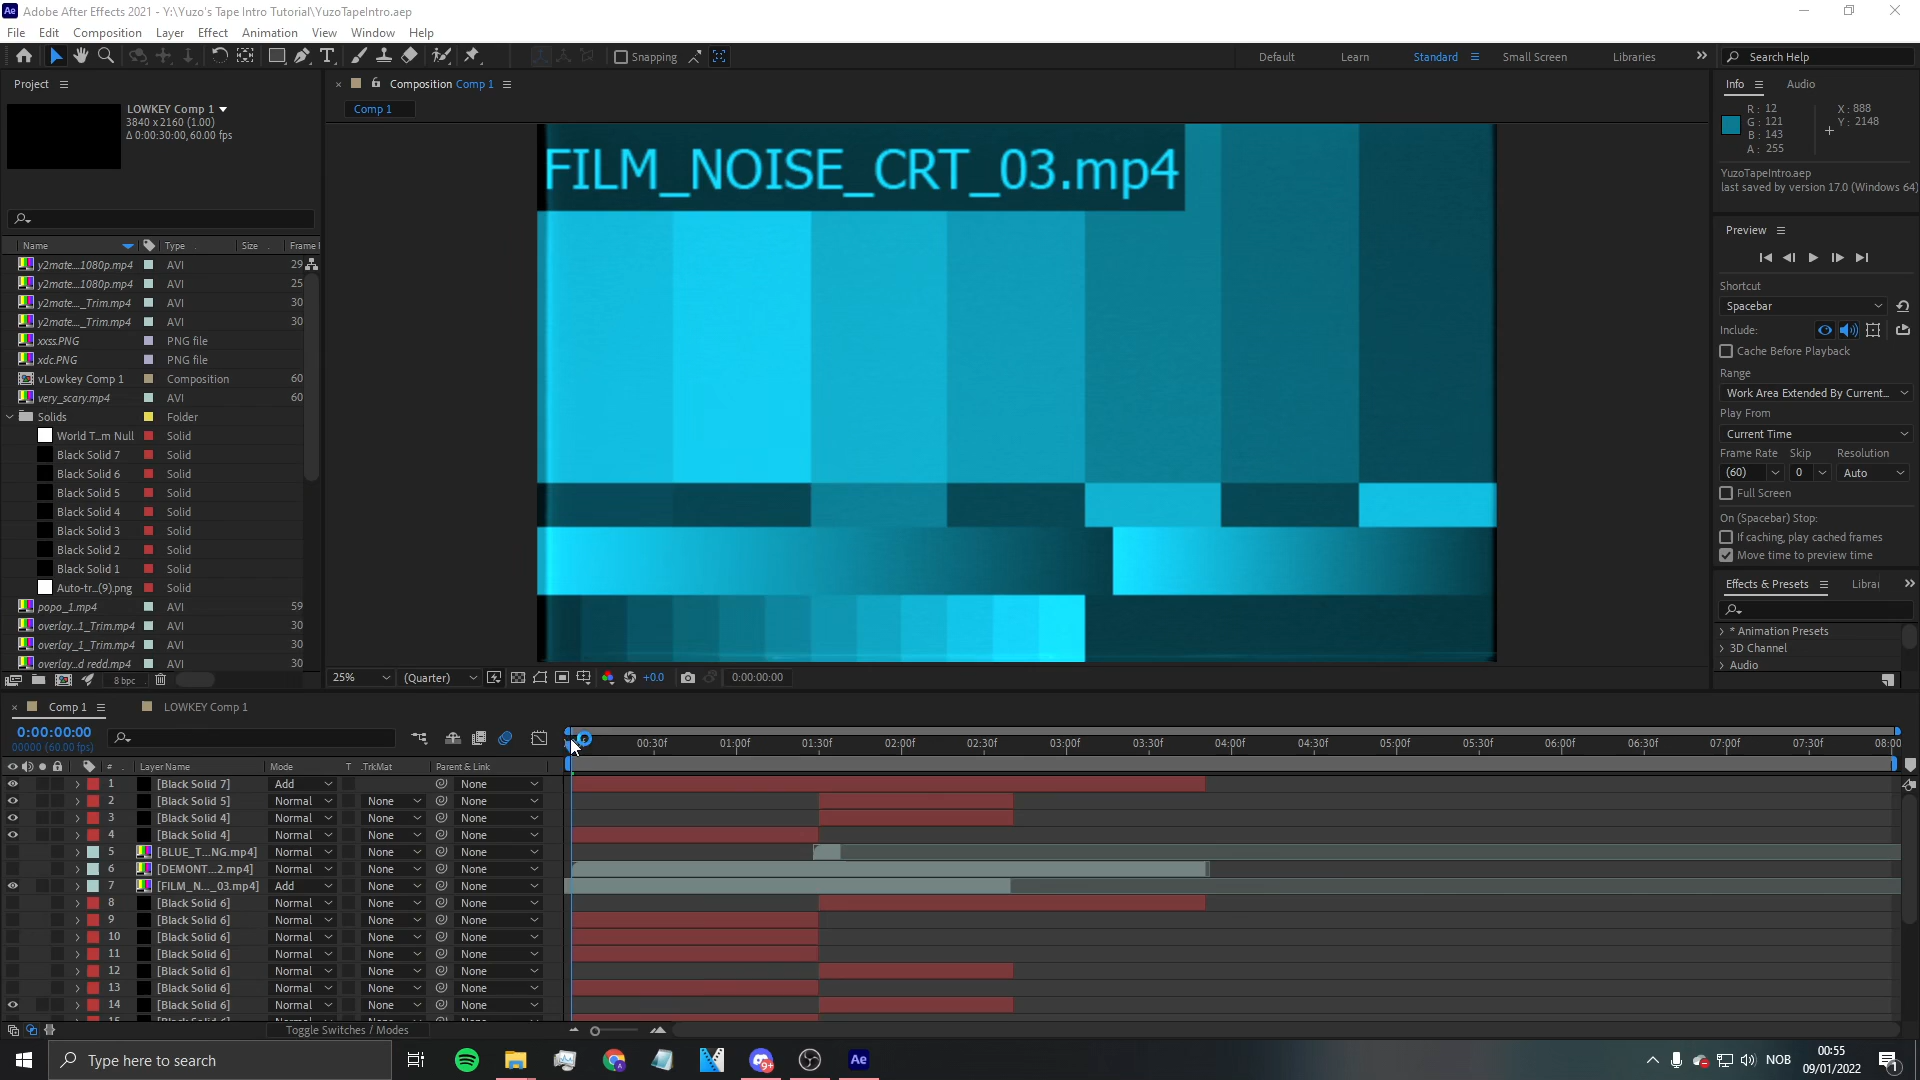 Adobe After Effects 2021 - Y:\Yuzo's Tape Intro Tutorial\YuzoTapeIntro.aep
File Edit Composition Layer Effect Animation View Window Help
Snapping
Default Learn Standard Small Screen Libraries
Search Help
Project
LOWKEY Comp 1
3840 x 2160 (1.00)
Δ 0:00:30:00, 60.00 fps
Name Type Size Frame
y2mate....1080p.mp4 AVI 29
y2mate....1080p.mp4 AVI 25
y2mate...._Trim.mp4 AVI 30
y2mate...._Trim.mp4 AVI 30
xxss.PNG PNG file
xdc.PNG PNG file
vLowkey Comp 1 Composition 60
very_scary.mp4 AVI 60
Solids Folder
World T...m Null Solid
Black Solid 7 Solid
Black Solid 6 Solid
Black Solid 5 Solid
Black Solid 4 Solid
Black Solid 3 Solid
Black Solid 2 Solid
Black Solid 1 Solid
Auto-tr...(9).png Solid
popo_1.mp4 AVI 59
overlay...1_Trim.mp4 AVI 30
overlay_1_Trim.mp4 AVI 30
overlay...d redd.mp4 AVI 30
8 bpc
Composition Comp 1
Comp 1
FILM_NOISE_CRT_03.mp4
25% (Quarter) +0.0 0:00:00:00
Info Audio
R: 12 X: 888
G: 121 Y: 2148
B: 143
A: 255
YuzoTapeIntro.aep
last saved by version 17.0 (Windows 64)
Preview
Shortcut
Spacebar
Include:
Cache Before Playback
Range
Work Area Extended By Current...
Play From
Current Time
Frame Rate Skip Resolution
(60) 0 Auto
Full Screen
On (Spacebar) Stop:
If caching, play cached frames
Move time to preview time
Effects & Presets Librai
* Animation Presets
3D Channel
Audio
Comp 1 LOWKEY Comp 1
0:00:00:00
00000 (60.00 fps)
00:30f 01:00f 01:30f 02:00f 02:30f 03:00f 03:30f 04:00f 04:30f 05:00f 05:30f 06:00f 06:30f 07:00f 07:30f 08:00
# Layer Name Mode T .TrkMat Parent & Link
1 [Black Solid 7] Add None
2 [Black Solid 5] Normal None None
3 [Black Solid 4] Normal None None
4 [Black Solid 4] Normal None None
5 [BLUE_T...NG.mp4] Normal None None
6 [DEMONT...2.mp4] Normal None None
7 [FILM_N..._03.mp4] Add None None
8 [Black Solid 6] Normal None None
9 [Black Solid 6] Normal None None
10 [Black Solid 6] Normal None None
11 [Black Solid 6] Normal None None
12 [Black Solid 6] Normal None None
13 [Black Solid 6] Normal None None
14 [Black Solid 6] Normal None None
Toggle Switches / Modes
Type here to search
9+
Ae
NOB
00:55
09/01/2022
1